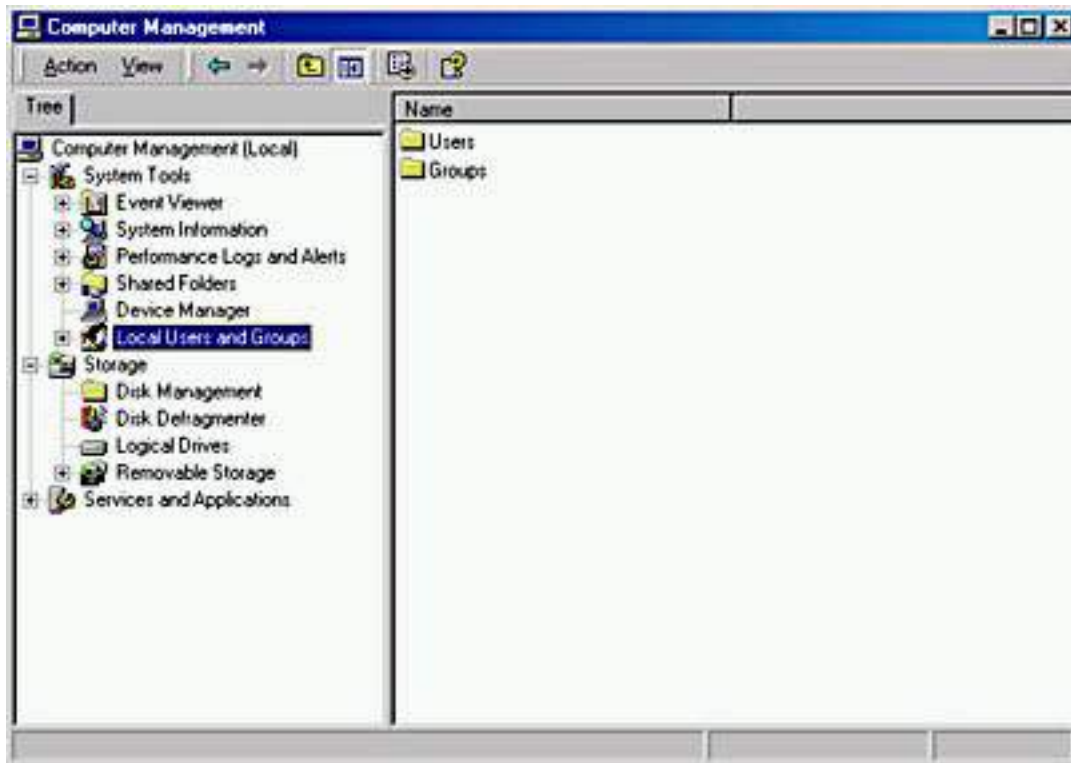 Computer Management
Action View
Tree
Name
Computer Management (Local)
System Tools
Event Viewer
System Information
Performance Logs and Alerts
Shared Folders
Device Manager
Local Users and Groups
Storage
Disk Management
Disk Defragmenter
Logical Drives
Removable Storage
Services and Applications
Users
Groups